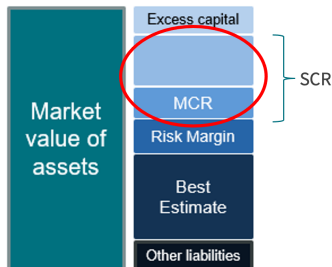 Excess capital
SCR
MCR
Market
value of
assets
Risk Margin
Best
Estimate
Other liabilities